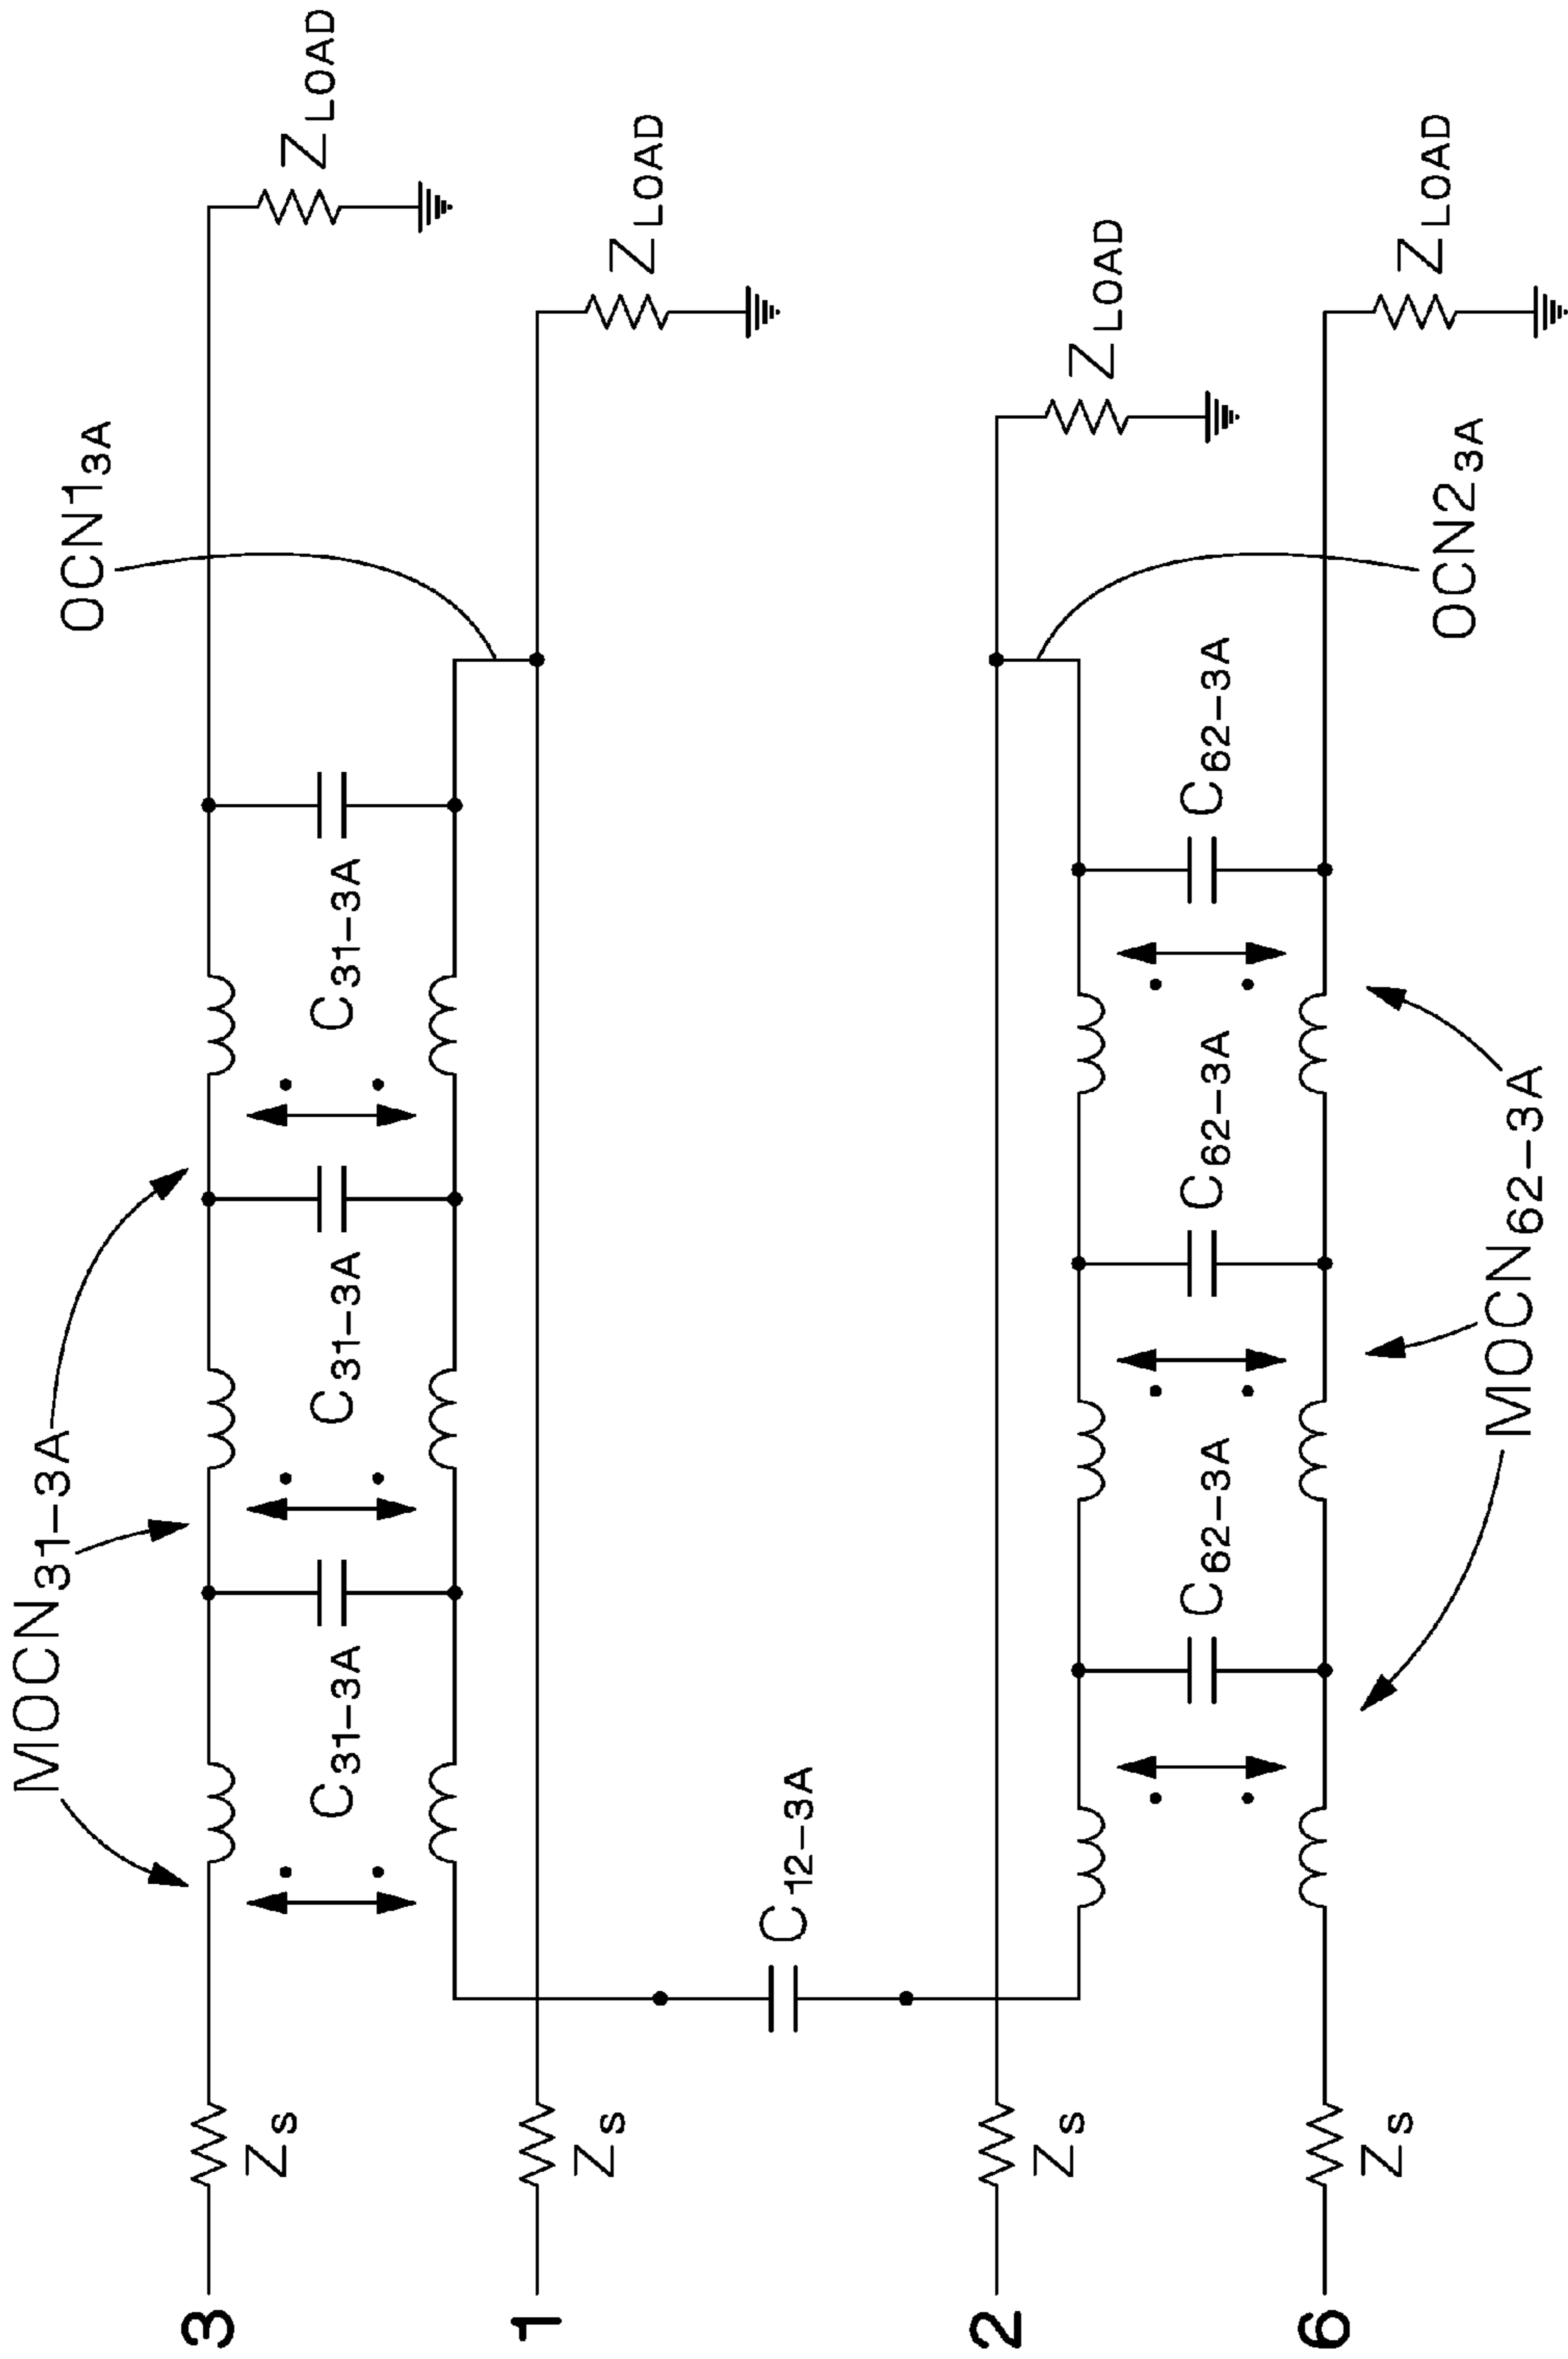 3
Zs
ZLOAD
OCN13A
MOCN31-3A
C31-3A
C31-3A
C31-3A
1
Zs
ZLOAD
C12-3A
2
Zs
ZLOAD
C62-3A
C62-3A
C62-3A
6
Zs
ZLOAD
OCN23A
MOCN62-3A